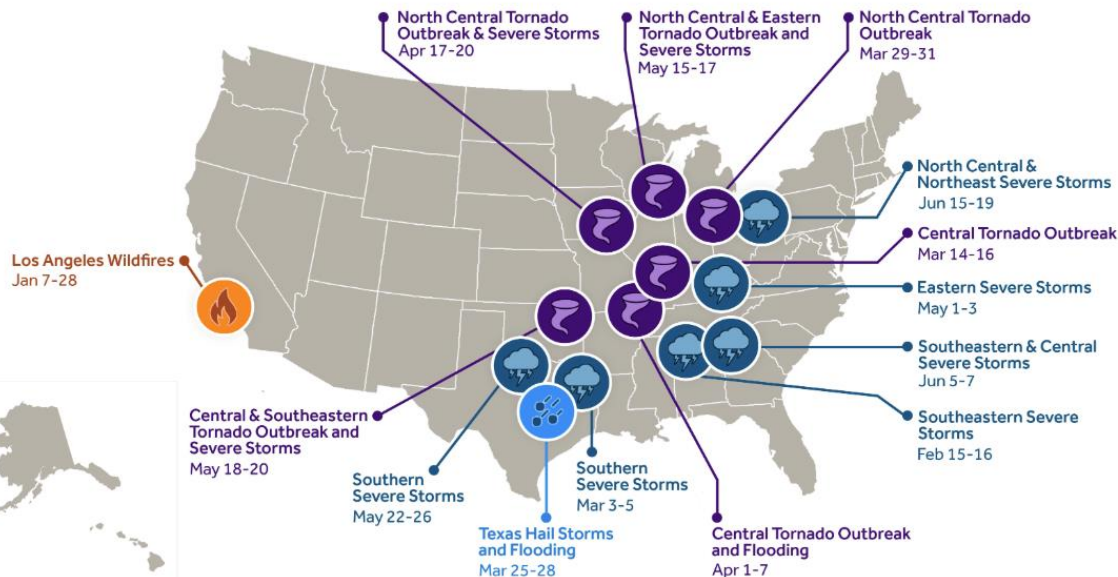 North Central Tornado
Outbreak & Severe Storms
Apr 17-20
North Central & Eastern
Tornado Outbreak and
Severe Storms
May 15-17
North Central Tornado
Outbreak
Mar 29-31
North Central &
Northeast Severe Storms
Jun 15-19
Central Tornado Outbreak
Mar 14-16
Eastern Severe Storms
May 1-3
Southeastern & Central
Severe Storms
Jun 5-7
Southeastern Severe
Storms
Feb 15-16
Los Angeles Wildfires
Jan 7-28
Central & Southeastern
Tornado Outbreak and
Severe Storms
May 18-20
Southern
Severe Storms
May 22-26
Texas Hail Storms
and Flooding
Mar 25-28
Southern
Severe Storms
Mar 3-5
Central Tornado Outbreak
and Flooding
Apr 1-7